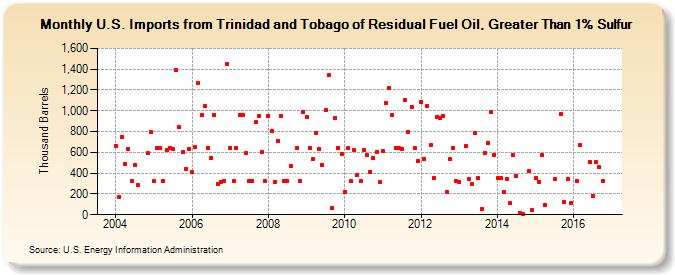 Monthly U.S. Imports from Trinidad and Tobago of Residual Fuel Oil, Greater Than 1% Sulfur
Thousand Barrels
1,600
1,400
1,200
1,000
800
600
400
200
0
2004 2006 2008 2010 2012 2014 2016
Source: U.S. Energy Information Administration